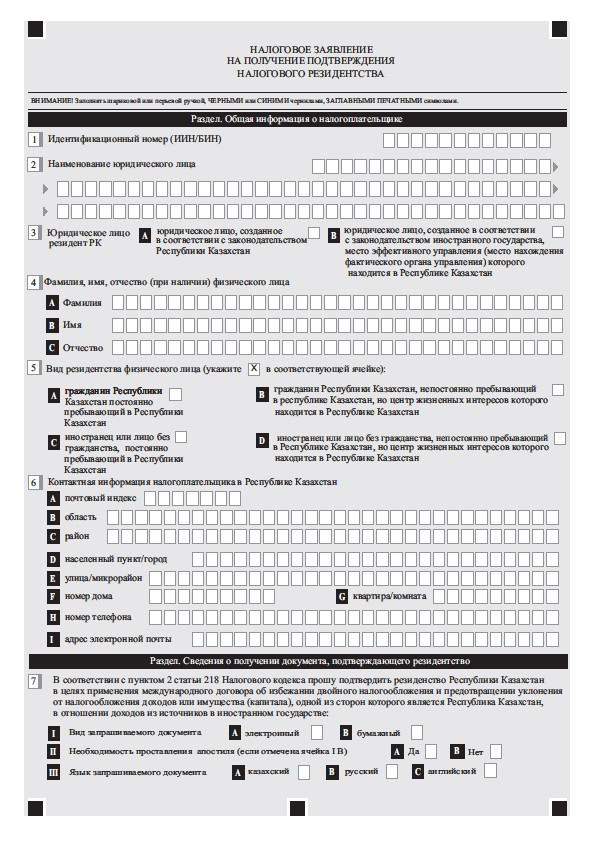 НАЛОГОВОЕ ЗАЯВЛЕНИЕ
НА ПОЛУЧЕНИЕ ПОДТВЕРЖДЕНИЯ
НАЛОГОВОГО РЕЗИДЕНТСТВА
ВНИМАНИЕ! Заполнять шариковой или перьевой ручкой, ЧЕРНЫМИ или СИНИМИ чернилами, ЗАГЛАВНЫМИ ПЕЧАТНЫМИ символами.
Раздел. Общая информация о налогоплательщике
1 Идентификационный номер (ИИН/БИН)
2 Наименование юридического лица
3 Юридическое лицо резидент РК
A юридическое лицо, созданное
в соответствии с законодательством
Республики Казахстан
B юридическое лицо, созданное в соответствии
с законодательством иностранного государства,
место эффективного управления (место нахождения
фактического органа управления) которого
находится в Республике Казахстан
4 Фамилия, имя, отчество (при наличии) физического лица
A Фамилия
B Имя
C Отчество
5 Вид резидентства физического лица (укажите X в соответствующей ячейке):
A гражданин Республики
Казахстан постоянно
пребывающий в Республики
Казахстан
B гражданин Республики Казахстан, непостоянно пребывающий
в республике Казахстан, но центр жизненных интересов которого
находится в Республике Казахстан
C иностранец или лицо без
гражданства, постоянно
пребывающий в Республики
Казахстан
D иностранец или лицо без гражданства, непостоянно пребывающий
в Республике Казахстан, но центр жизненных интересов которого
находится в Республике Казахстан
6 Контактная информация налогоплательщика в Республике Казахстан
A почтовый индекс
B область
C район
D населенный пункт/город
E улица/микрорайон
F номер дома
G квартира/комната
H номер телефона
I адрес электронной почты
Раздел. Сведения о получении документа, подтверждающего резидентство
7 В соответствии с пунктом 2 статьи 218 Налогового кодекса прошу подтвердить резиденство Республики Казахстан
в целях применения международного договора об избежании двойного налогообложения и предотвращении уклонения
от налогообложения доходов или имущества (капитала), одной из сторон которого является Республика Казахстан,
в отношении доходов из источников в иностранном государстве:
I Вид запрашиваемого документа A электронный B бумажный
II Необходимость проставления апостиля (если отмечена ячейка I B) A Да B Нет
III Язык запрашиваемого документа A казахский B русский C английский